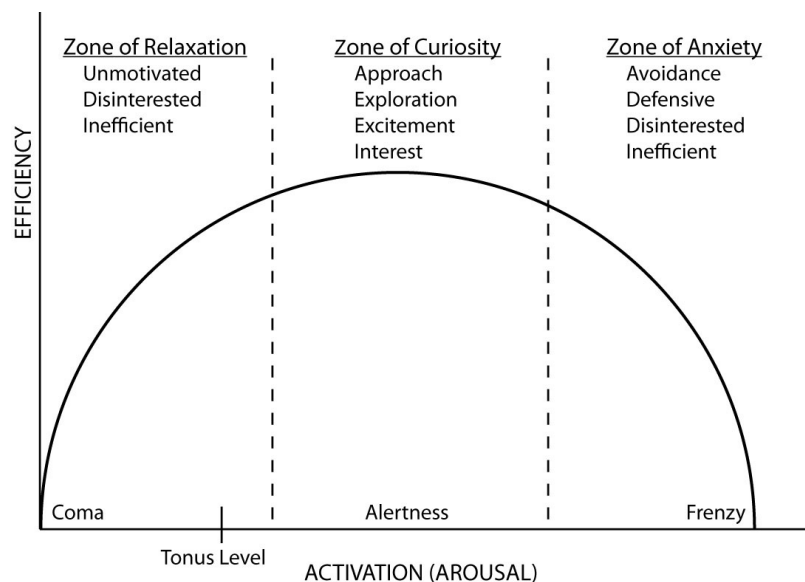 Zone of Relaxation
Unmotivated
Disinterested
Inefficient
Zone of Curiosity
Approach
Exploration
Excitement
Interest
Zone of Anxiety
Avoidance
Defensive
Disinterested
Inefficient
EFFICIENCY
Coma
Alertness
Frenzy
Tonus Level
ACTIVATION (AROUSAL)